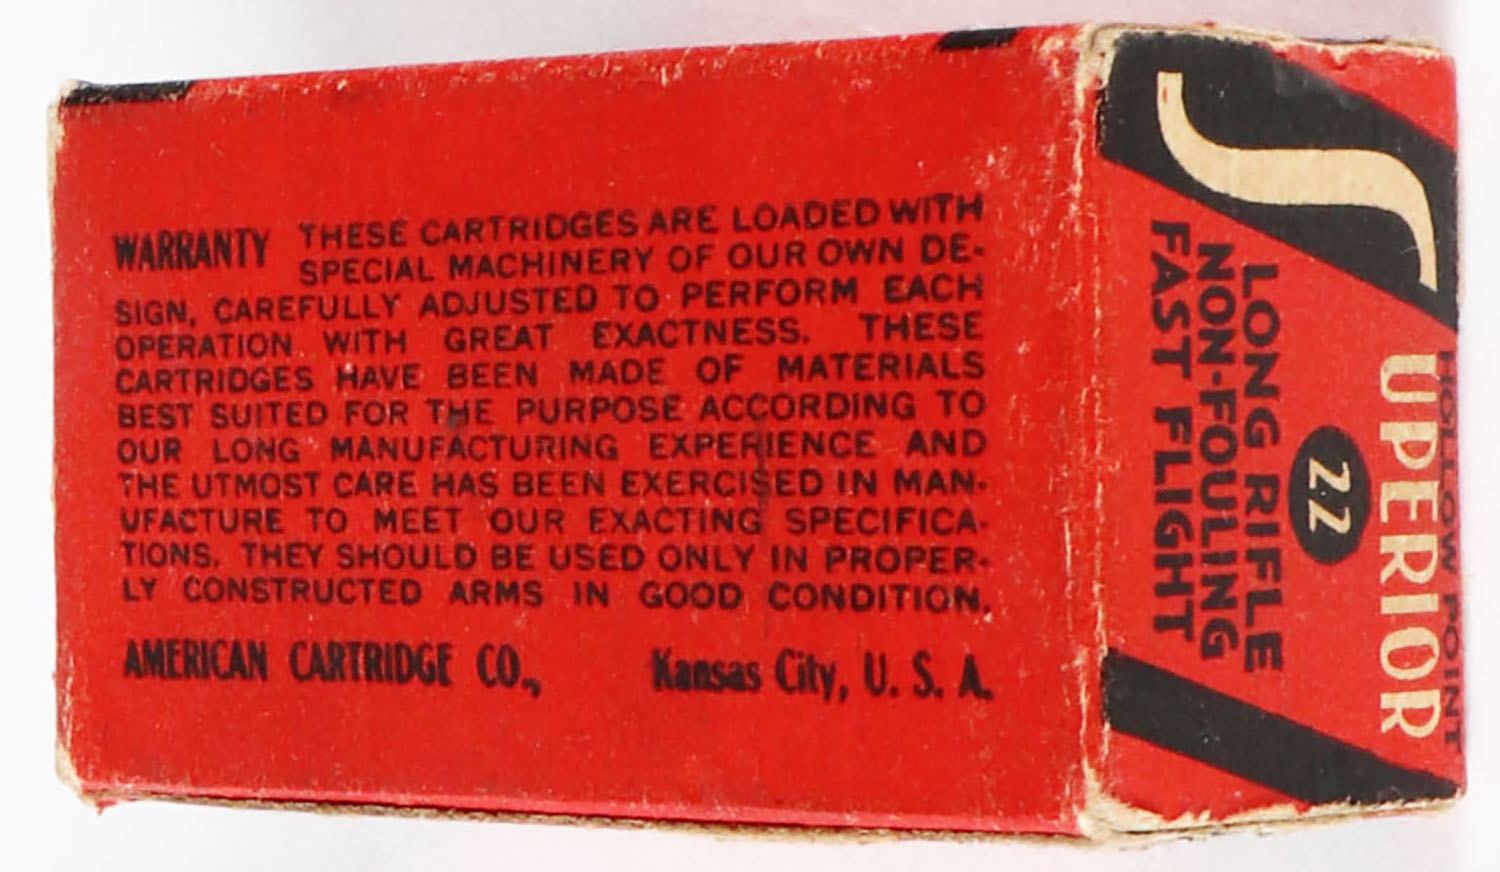 WARRANTY THESE CARTRIDGES ARE LOADED WITH
SPECIAL MACHINERY OF OUR OWN DE-
SIGN, CAREFULLY ADJUSTED TO PERFORM EACH
OPERATION WITH GREAT EXACTNESS. THESE
CARTRIDGES HAVE BEEN MADE OF MATERIALS
BEST SUITED FOR THE PURPOSE ACCORDING TO
OUR LONG MANUFACTURING EXPERIENCE AND
THE UTMOST CARE HAS BEEN EXERCISED IN MAN-
UFACTURE TO MEET OUR EXACTING SPECIFICA-
TIONS. THEY SHOULD BE USED ONLY IN PROPER-
LY CONSTRUCTED ARMS IN GOOD CONDITION.
AMERICAN CARTRIDGE CO., Kansas City, U. S. A.
HOLLOW POINT
SUPERIOR
22
LONG RIFLE
NON-FOULING
FAST FLIGHT